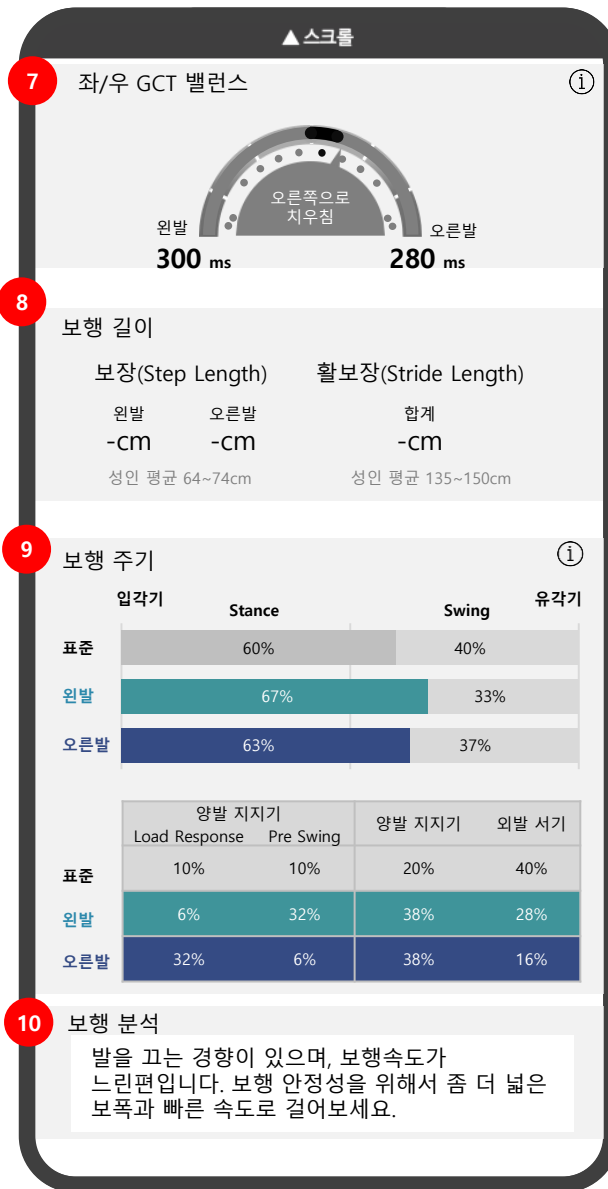 ▲ 스크롤
7 좌/우 GCT 밸런스 ⓘ
오른쪽으로
치우침
왼발 오른발
300 ms 280 ms
8
보행 길이
보장(Step Length) 활보장(Stride Length)
왼발 오른발 합계
-cm -cm -cm
성인 평균 64~74cm 성인 평균 135~150cm
9 보행 주기 ⓘ
입각기 Stance Swing 유각기
표준 60% 40%
왼발 67% 33%
오른발 63% 37%
양발 지지기 양발 지지기 외발 서기
Load Response Pre Swing
표준 10% 10% 20% 40%
왼발 6% 32% 38% 28%
오른발 32% 6% 38% 16%
10 보행 분석
발을 끄는 경향이 있으며, 보행속도가
느린편입니다. 보행 안정성을 위해서 좀 더 넓은
보폭과 빠른 속도로 걸어보세요.